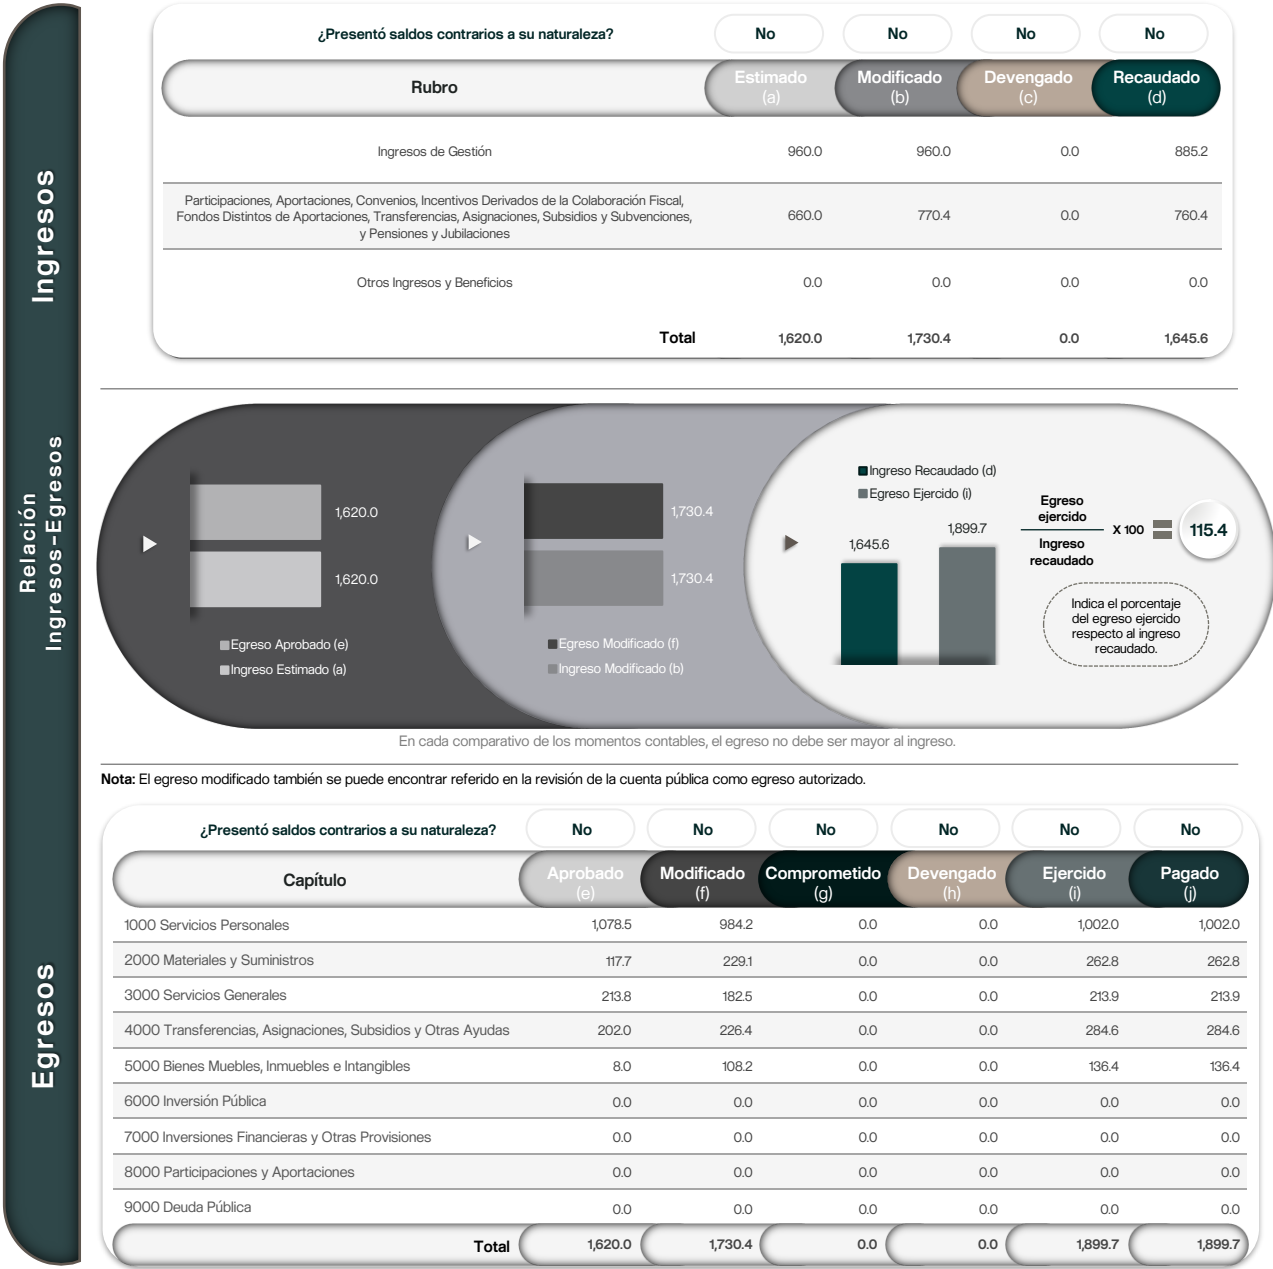 Ingresos
¿Presentó saldos contrarios a su naturaleza? No No No No
Rubro Estimado (a) Modificado (b) Devengado (c) Recaudado (d)
Ingresos de Gestión 960.0 960.0 0.0 885.2
Participaciones, Aportaciones, Convenios, Incentivos Derivados de la Colaboración Fiscal,
Fondos Distintos de Aportaciones, Transferencias, Asignaciones, Subsidios y Subvenciones,
y Pensiones y Jubilaciones 660.0 770.4 0.0 760.4
Otros Ingresos y Beneficios 0.0 0.0 0.0 0.0
Total 1,620.0 1,730.4 0.0 1,645.6
Relación
Ingresos-Egresos
1,620.0
1,620.0
Egreso Aprobado (e)
Ingreso Estimado (a)
1,730.4
1,730.4
Egreso Modificado (f)
Ingreso Modificado (b)
Ingreso Recaudado (d)
Egreso Ejercido (i)
1,645.6
1,899.7
Egreso
ejercido
Ingreso
recaudado
X 100
115.4
Indica el porcentaje
del egreso ejercido
respecto al ingreso
recaudado.
En cada comparativo de los momentos contables, el egreso no debe ser mayor al ingreso.
Nota: El egreso modificado también se puede encontrar referido en la revisión de la cuenta pública como egreso autorizado.
Egresos
¿Presentó saldos contrarios a su naturaleza? No No No No No No
Capítulo Aprobado (e) Modificado (f) Comprometido (g) Devengado (h) Ejercido (i) Pagado (j)
1000 Servicios Personales 1,078.5 984.2 0.0 0.0 1,002.0 1,002.0
2000 Materiales y Suministros 117.7 229.1 0.0 0.0 262.8 262.8
3000 Servicios Generales 213.8 182.5 0.0 0.0 213.9 213.9
4000 Transferencias, Asignaciones, Subsidios y Otras Ayudas 202.0 226.4 0.0 0.0 284.6 284.6
5000 Bienes Muebles, Inmuebles e Intangibles 8.0 108.2 0.0 0.0 136.4 136.4
6000 Inversión Pública 0.0 0.0 0.0 0.0 0.0 0.0
7000 Inversiones Financieras y Otras Provisiones 0.0 0.0 0.0 0.0 0.0 0.0
8000 Participaciones y Aportaciones 0.0 0.0 0.0 0.0 0.0 0.0
9000 Deuda Pública 0.0 0.0 0.0 0.0 0.0 0.0
Total 1,620.0 1,730.4 0.0 0.0 1,899.7 1,899.7